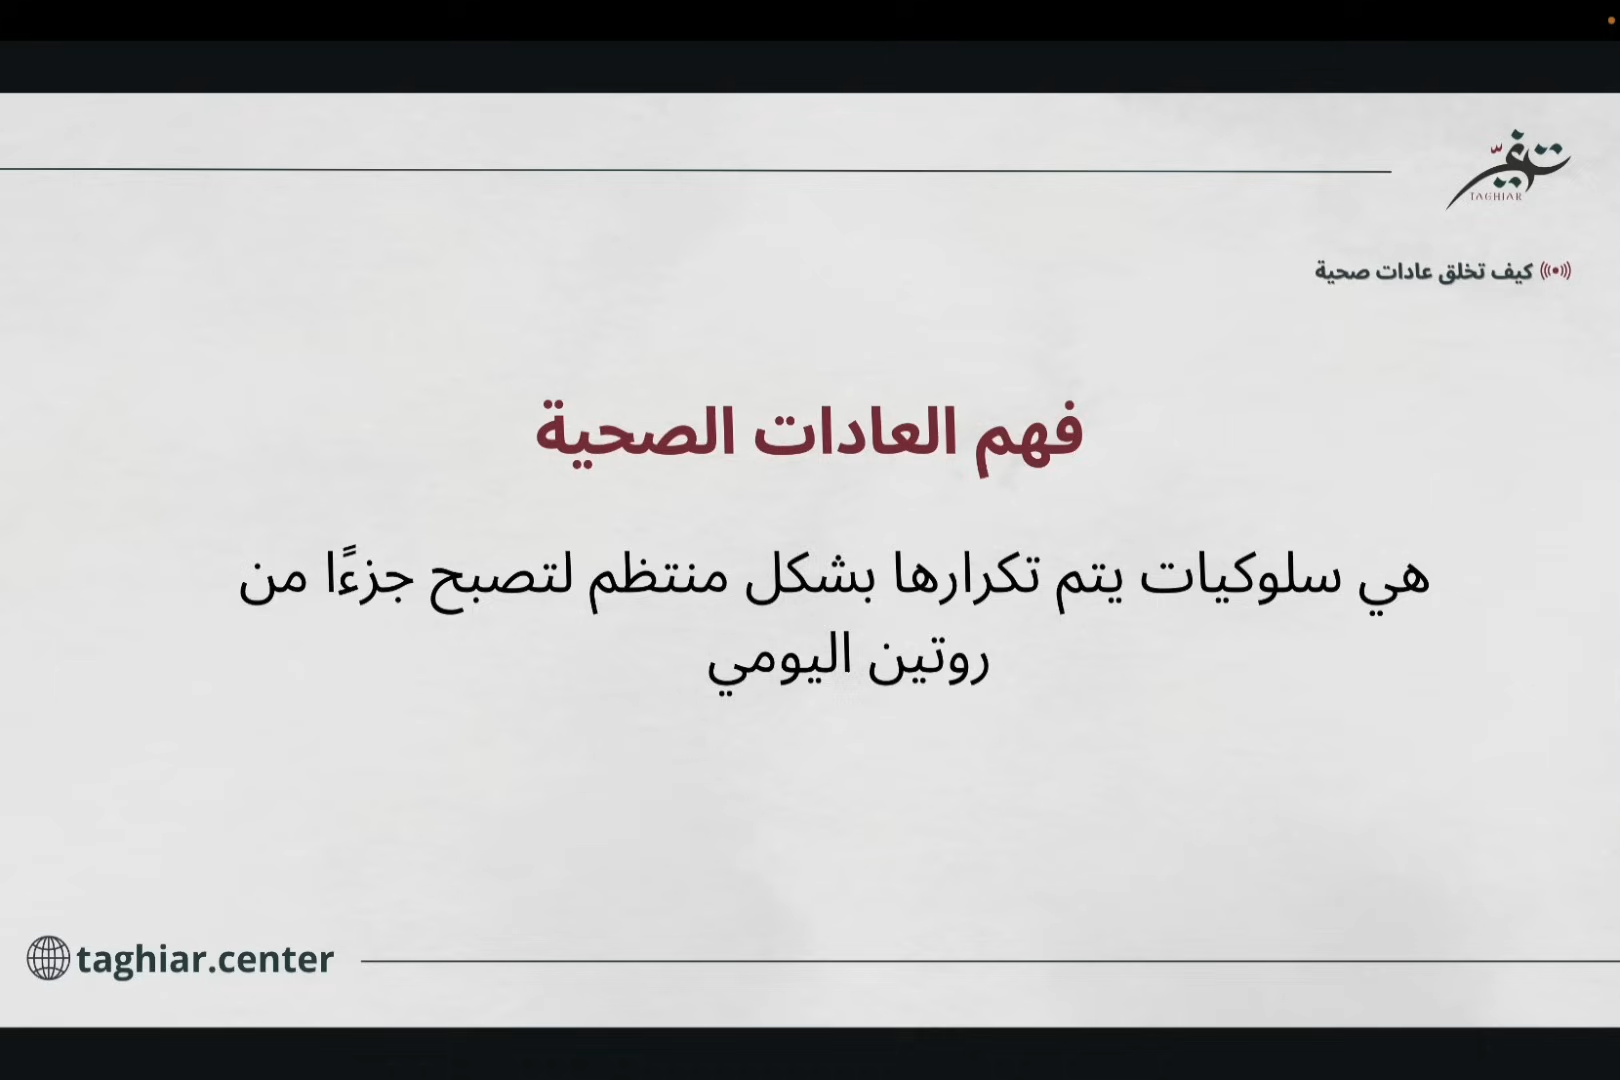 تغيّر
TAGHIAR
كيف تخلق عادات صحية
فهم العادات الصحية
هي سلوكيات يتم تكرارها بشكل منتظم لتصبح جزءًا من
روتين اليومي
taghiar.center